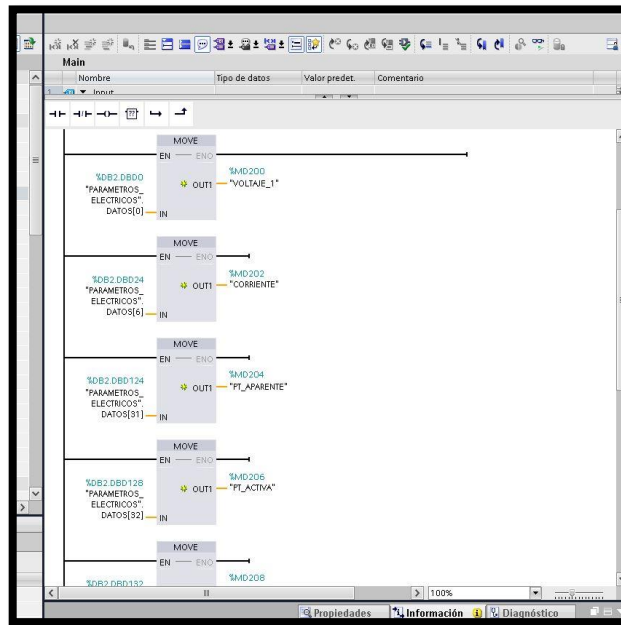 Main
Nombre Tipo de datos Valor predet. Comentario
1 Input
MOVE
EN ENO
%DB2.DBD0
"PARAMETROS_
ELECTRICOS".
DATOS[0] IN
OUT1
%MD200
"VOLTAJE_1"
MOVE
EN ENO
%DB2.DBD24
"PARAMETROS_
ELECTRICOS".
DATOS[6] IN
OUT1
%MD202
"CORRIENTE"
MOVE
EN ENO
%DB2.DBD124
"PARAMETROS_
ELECTRICOS".
DATOS[31] IN
OUT1
%MD204
"PT_APARENTE"
MOVE
EN ENO
%DB2.DBD128
"PARAMETROS_
ELECTRICOS".
DATOS[32] IN
OUT1
%MD206
"PT_ACTIVA"
MOVE
EN ENO
%DB2.DBD132
%MD208
100%
Propiedades Información Diagnóstico